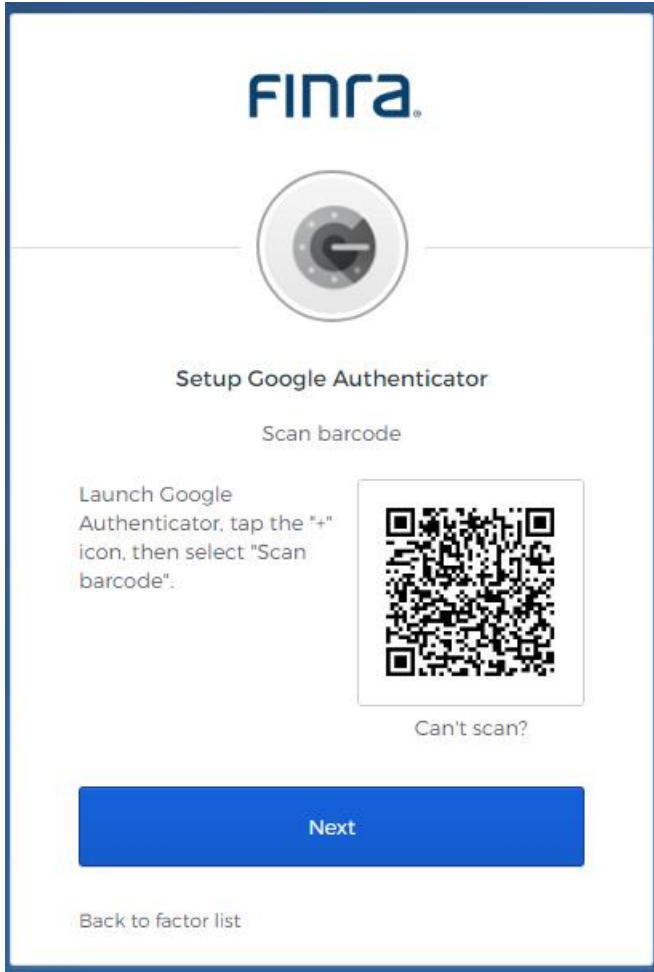 FINRA.
Setup Google Authenticator
Scan barcode
Launch Google
Authenticator, tap the "+"
icon, then select "Scan
barcode".
Can't scan?
Next
Back to factor list